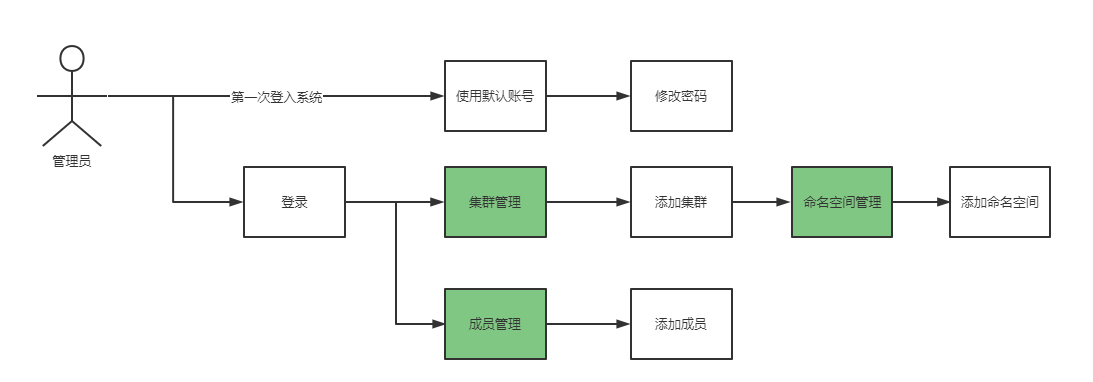 第一次登入系统
使用默认账号
修改密码
管理员
登录
集群管理
添加集群
命名空间管理
添加命名空间
成员管理
添加成员